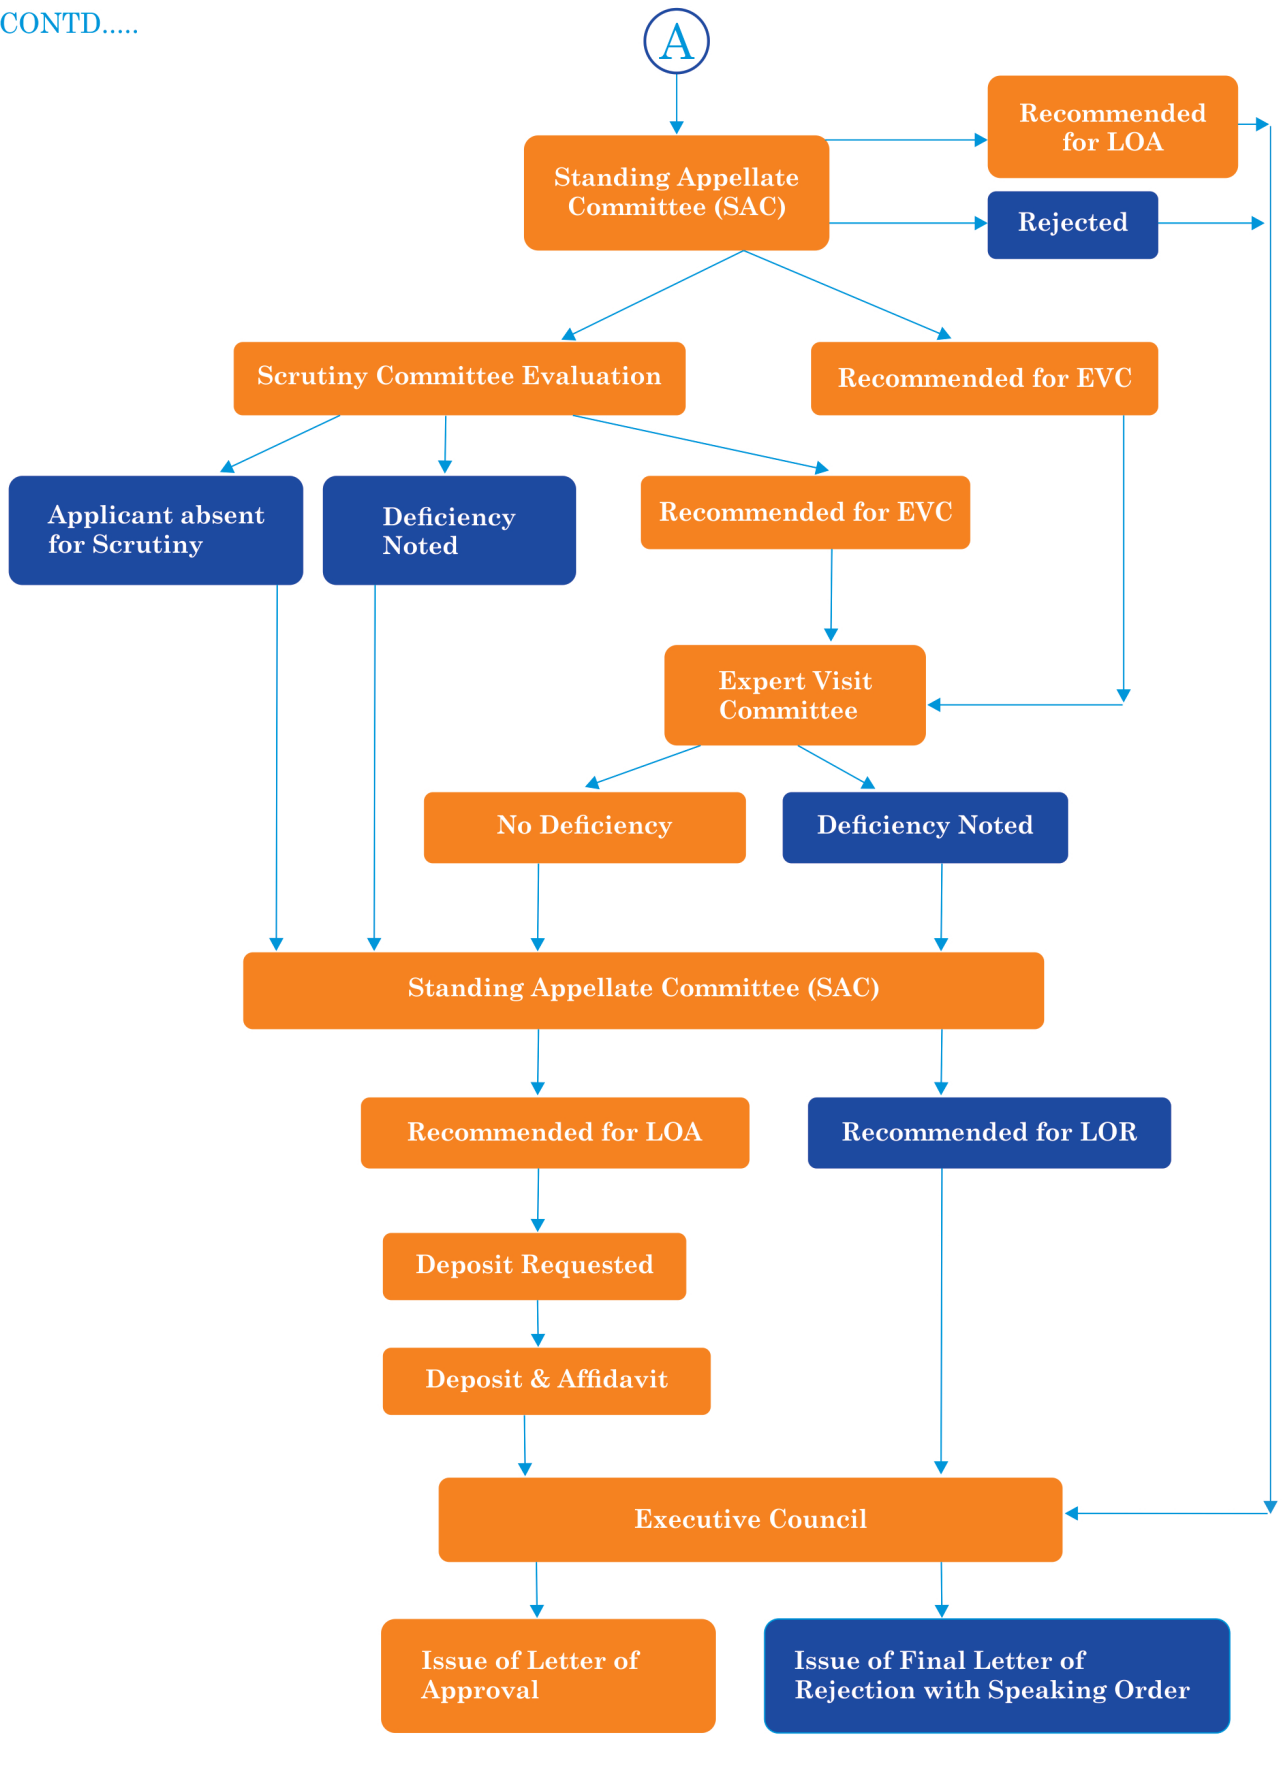 CONTD.....
A
Recommended
for LOA
Standing Appellate
Committee (SAC)
Rejected
Scrutiny Committee Evaluation
Recommended for EVC
Applicant absent
for Scrutiny
Deficiency
Noted
Recommended for EVC
Expert Visit
Committee
No Deficiency
Deficiency Noted
Standing Appellate Committee (SAC)
Recommended for LOA
Recommended for LOR
Deposit Requested
Deposit & Affidavit
Executive Council
Issue of Letter of
Approval
Issue of Final Letter of
Rejection with Speaking Order